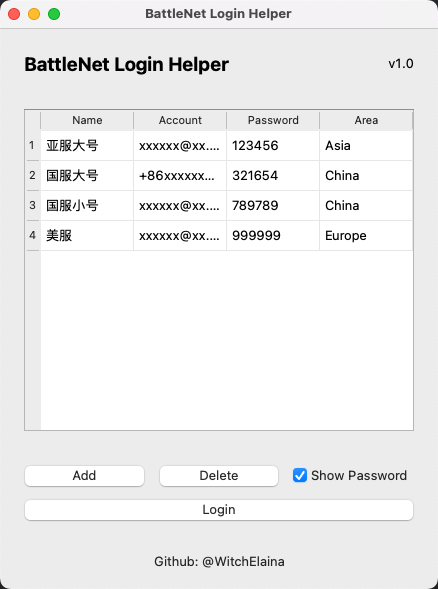 BattleNet Login Helper
BattleNet Login Helper v1.0
Name Account Password Area
1 亚服大号 xxxxxx@xx.... 123456 Asia
2 国服大号 +86xxxxxx... 321654 China
3 国服小号 xxxxxx@xx.... 789789 China
4 美服 xxxxxx@xx.... 999999 Europe
Add Delete Show Password
Login
Github: @WitchElaina